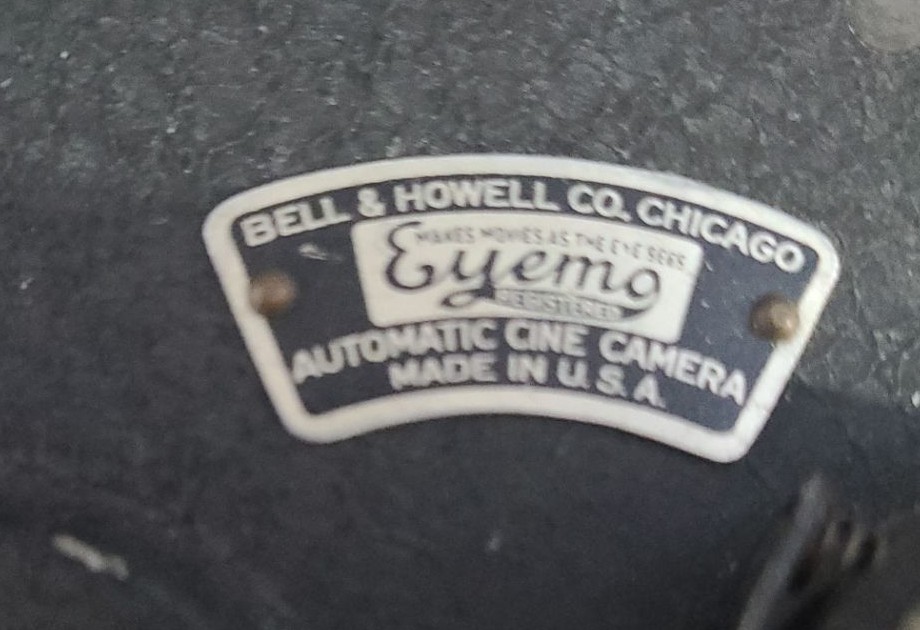 BELL & HOWELL CO. CHICAGO
MAKES MOVIES AS THE EYE SEES
Eyemo
REGISTERED
AUTOMATIC CINE CAMERA
MADE IN U.S.A.